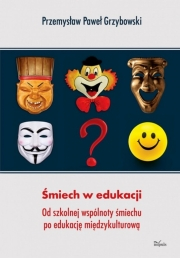 Przemysław Paweł Grzybowski
?
Śmiech w edukacji
Od szkolnej wspólnoty śmiechu
po edukację międzykulturową